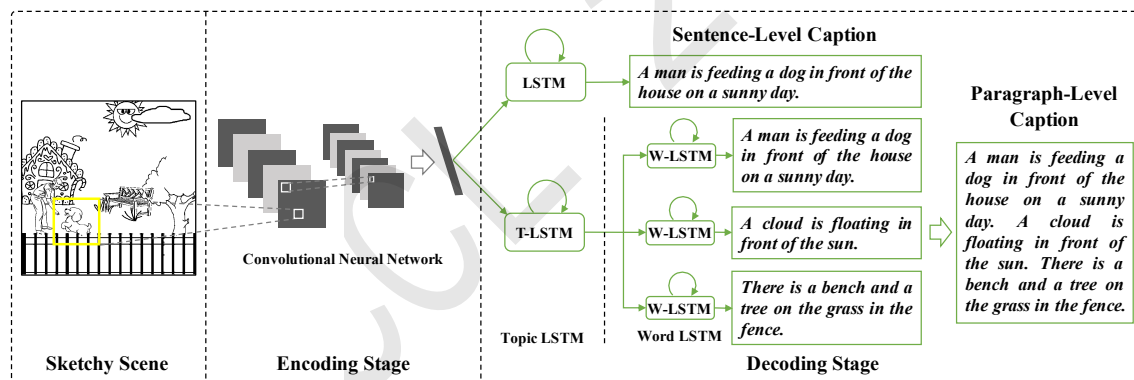 Sentence-Level Caption
LSTM
A man is feeding a dog in front of the
house on a sunny day.
Paragraph-Level
Caption
W-LSTM
A man is feeding a dog
in front of the house
on a sunny day.
T-LSTM
W-LSTM
A cloud is floating in
front of the sun.
W-LSTM
There is a bench and a
tree on the grass in the
fence.
A man is feeding a
dog in front of the
house on a sunny
day. A cloud is
floating in front of
the sun. There is a
bench and a tree on
the grass in the fence.
Convolutional Neural Network
Topic LSTM
Word LSTM
Sketchy Scene
Encoding Stage
Decoding Stage